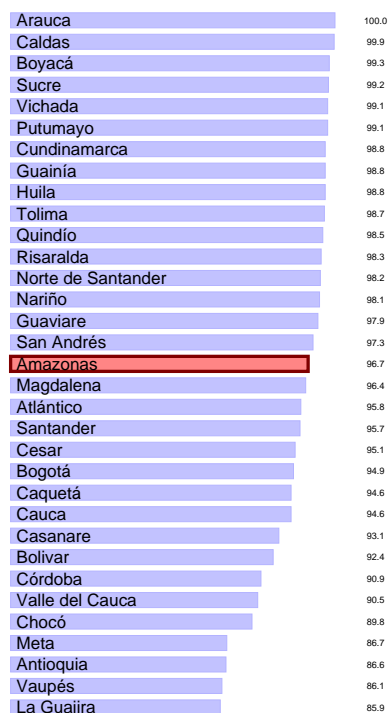 Arauca 100.0
Caldas 99.9
Boyacá 99.3
Sucre 99.2
Vichada 99.1
Putumayo 99.1
Cundinamarca 98.8
Guainía 98.8
Huila 98.8
Tolima 98.7
Quindío 98.5
Risaralda 98.3
Norte de Santander 98.2
Nariño 98.1
Guaviare 97.9
San Andrés 97.3
Amazonas 96.7
Magdalena 96.4
Atlántico 95.8
Santander 95.7
Cesar 95.1
Bogotá 94.9
Caquetá 94.6
Cauca 94.6
Casanare 93.1
Bolivar 92.4
Córdoba 90.9
Valle del Cauca 90.5
Chocó 89.8
Meta 86.7
Antioquia 86.6
Vaupés 86.1
La Guajira 85.9